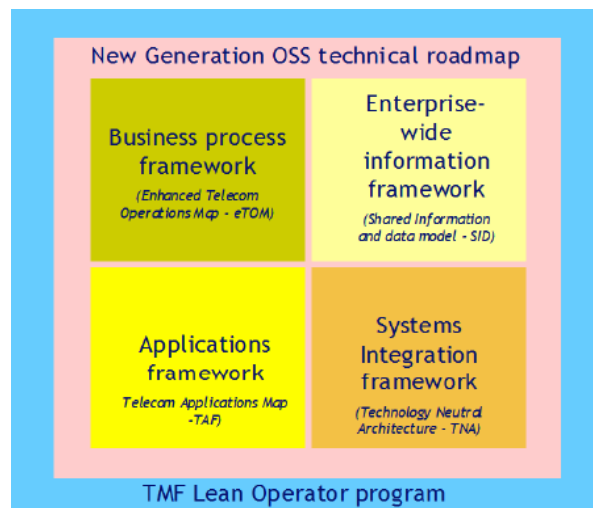 New Generation OSS technical roadmap
Business process
framework
(Enhanced Telecom
Operations Map - eTOM)
Enterprise-
wide
information
framework
(Shared Information
and data model - SID)
Applications
framework
Telecom Applications Map
-TAF)
Systems
Integration
framework
(Technology Neutral
Architecture - TNA)
TMF Lean Operator program